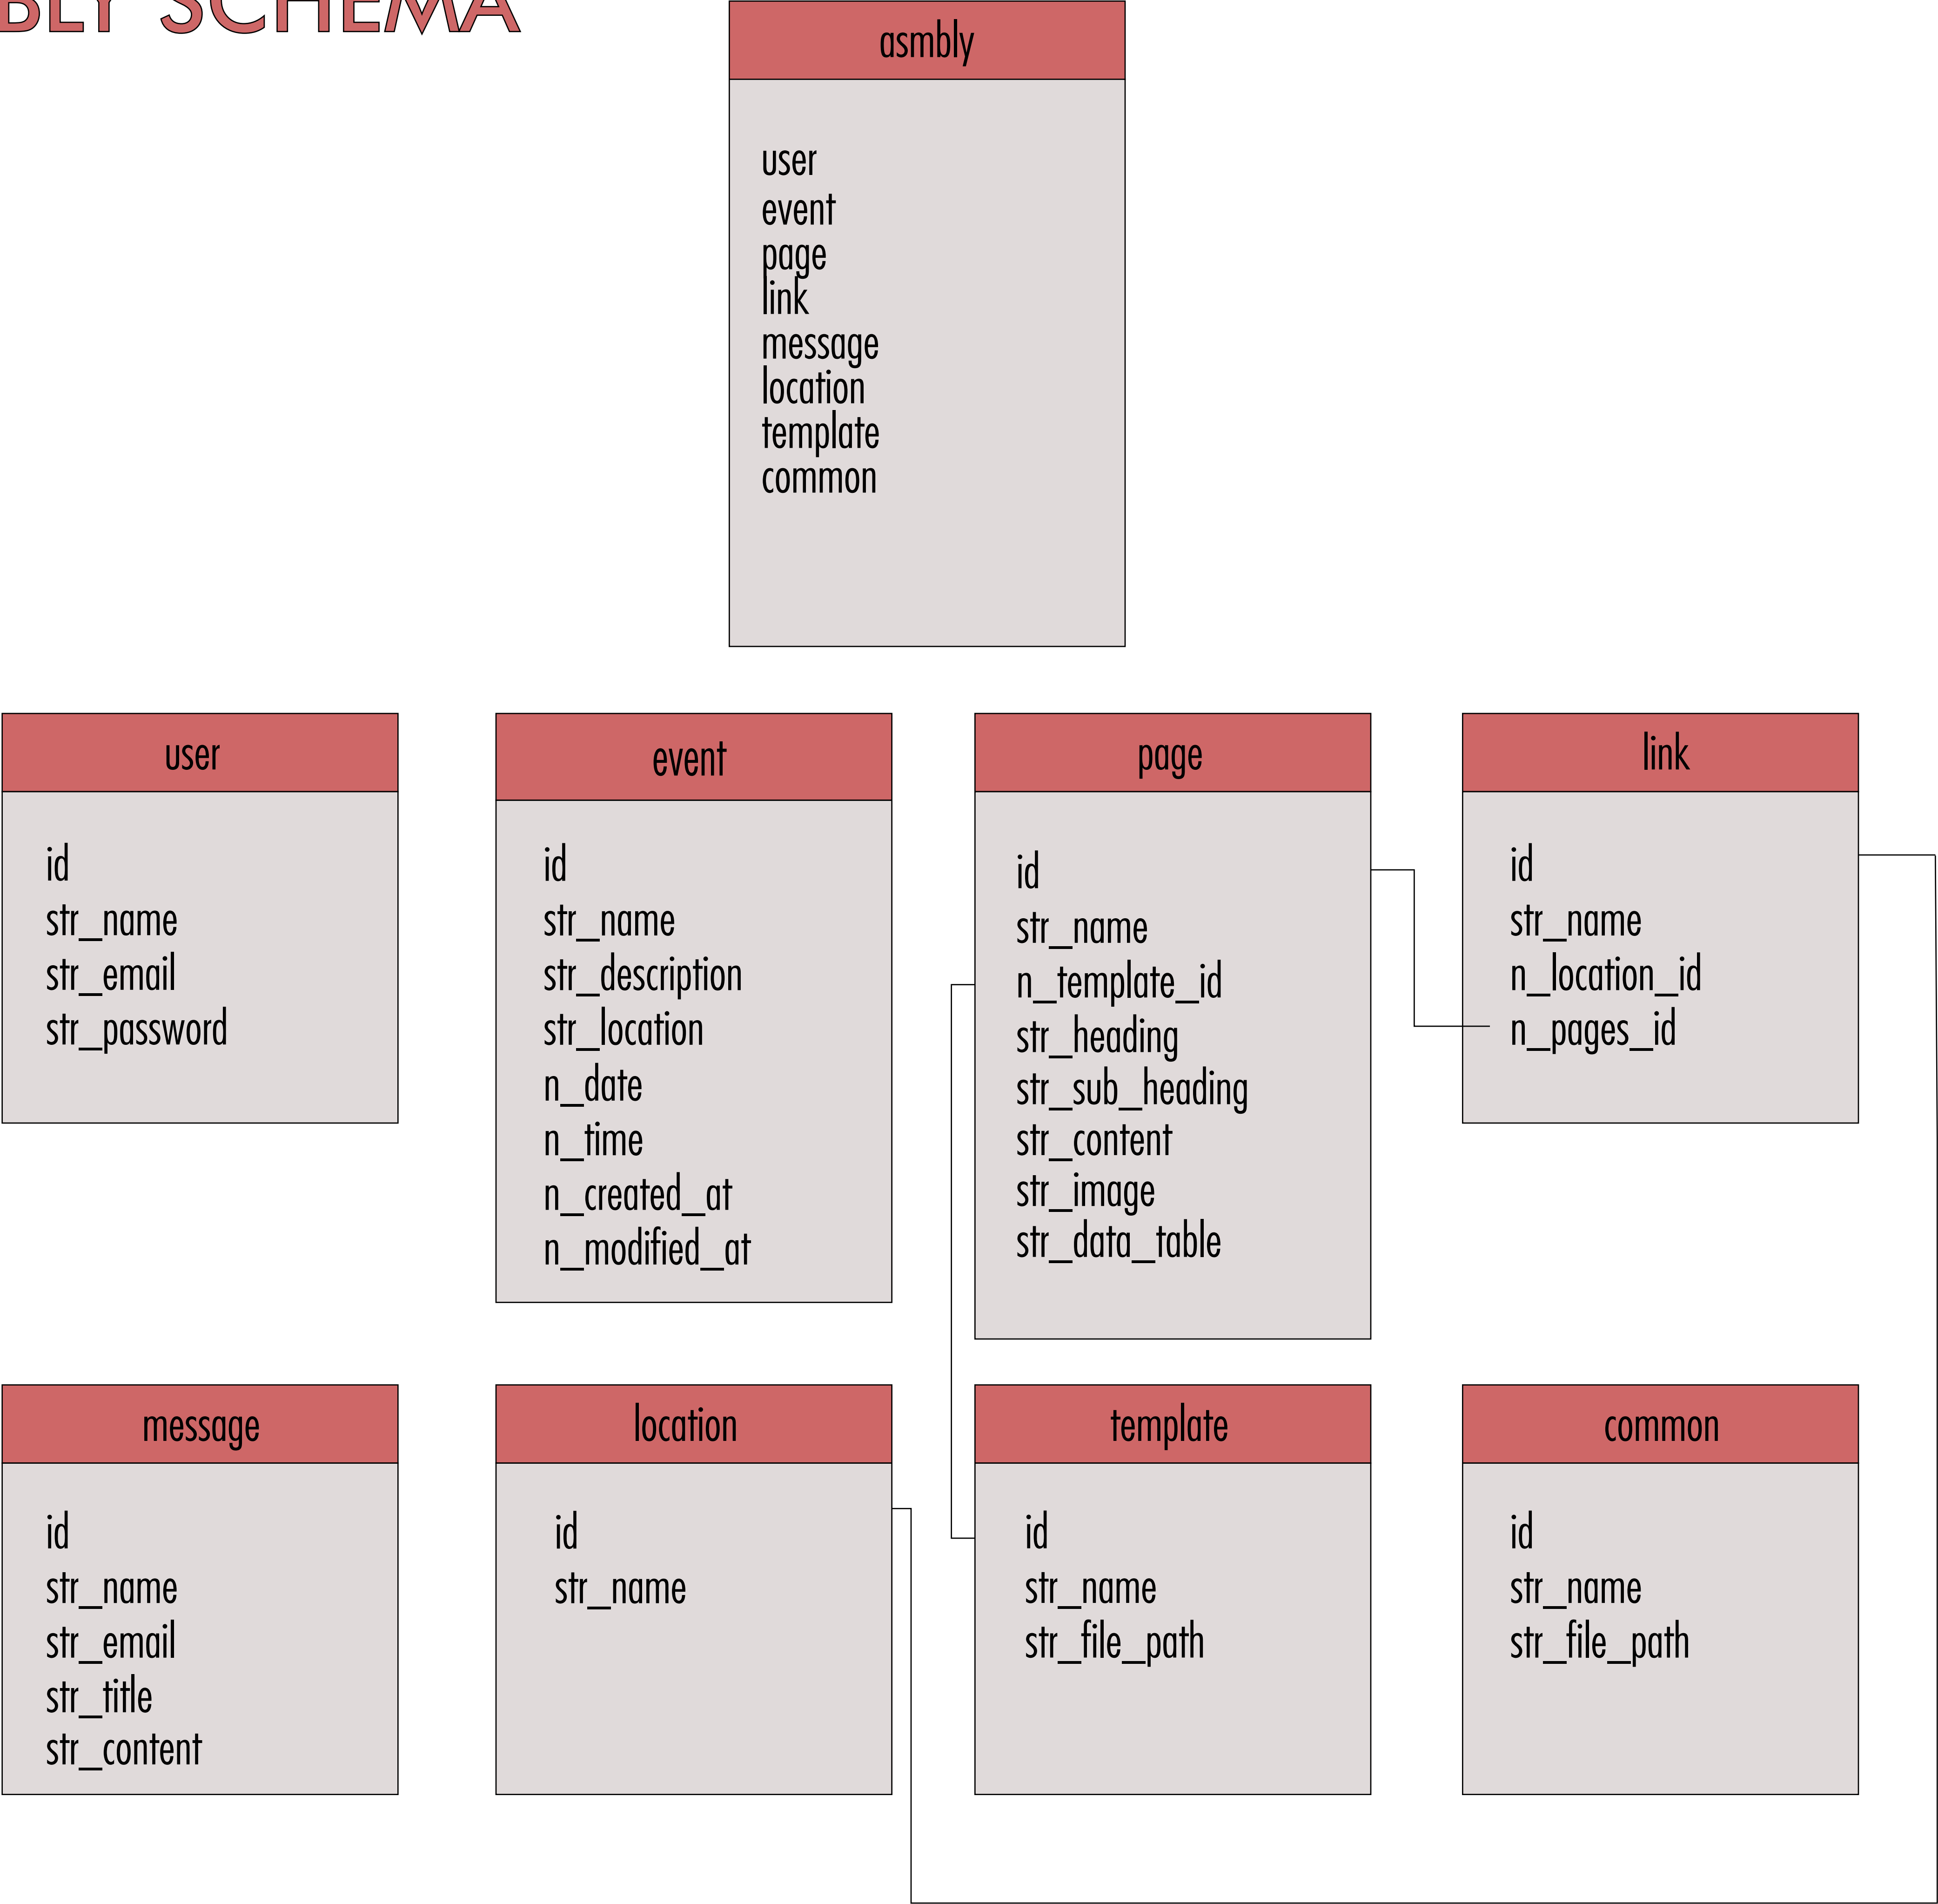 BLY SCHEMA
asmbly
user
event
page
link
message
location
template
common
user
id
str_name
str_email
str_password
event
id
str_name
str_description
str_location
n_date
n_time
n_created_at
n_modified_at
page
id
str_name
n_template_id
str_heading
str_sub_heading
str_content
str_image
str_data_table
link
id
str_name
n_location_id
n_pages_id
message
id
str_name
str_email
str_title
str_content
location
id
str_name
template
id
str_name
str_file_path
common
id
str_name
str_file_path